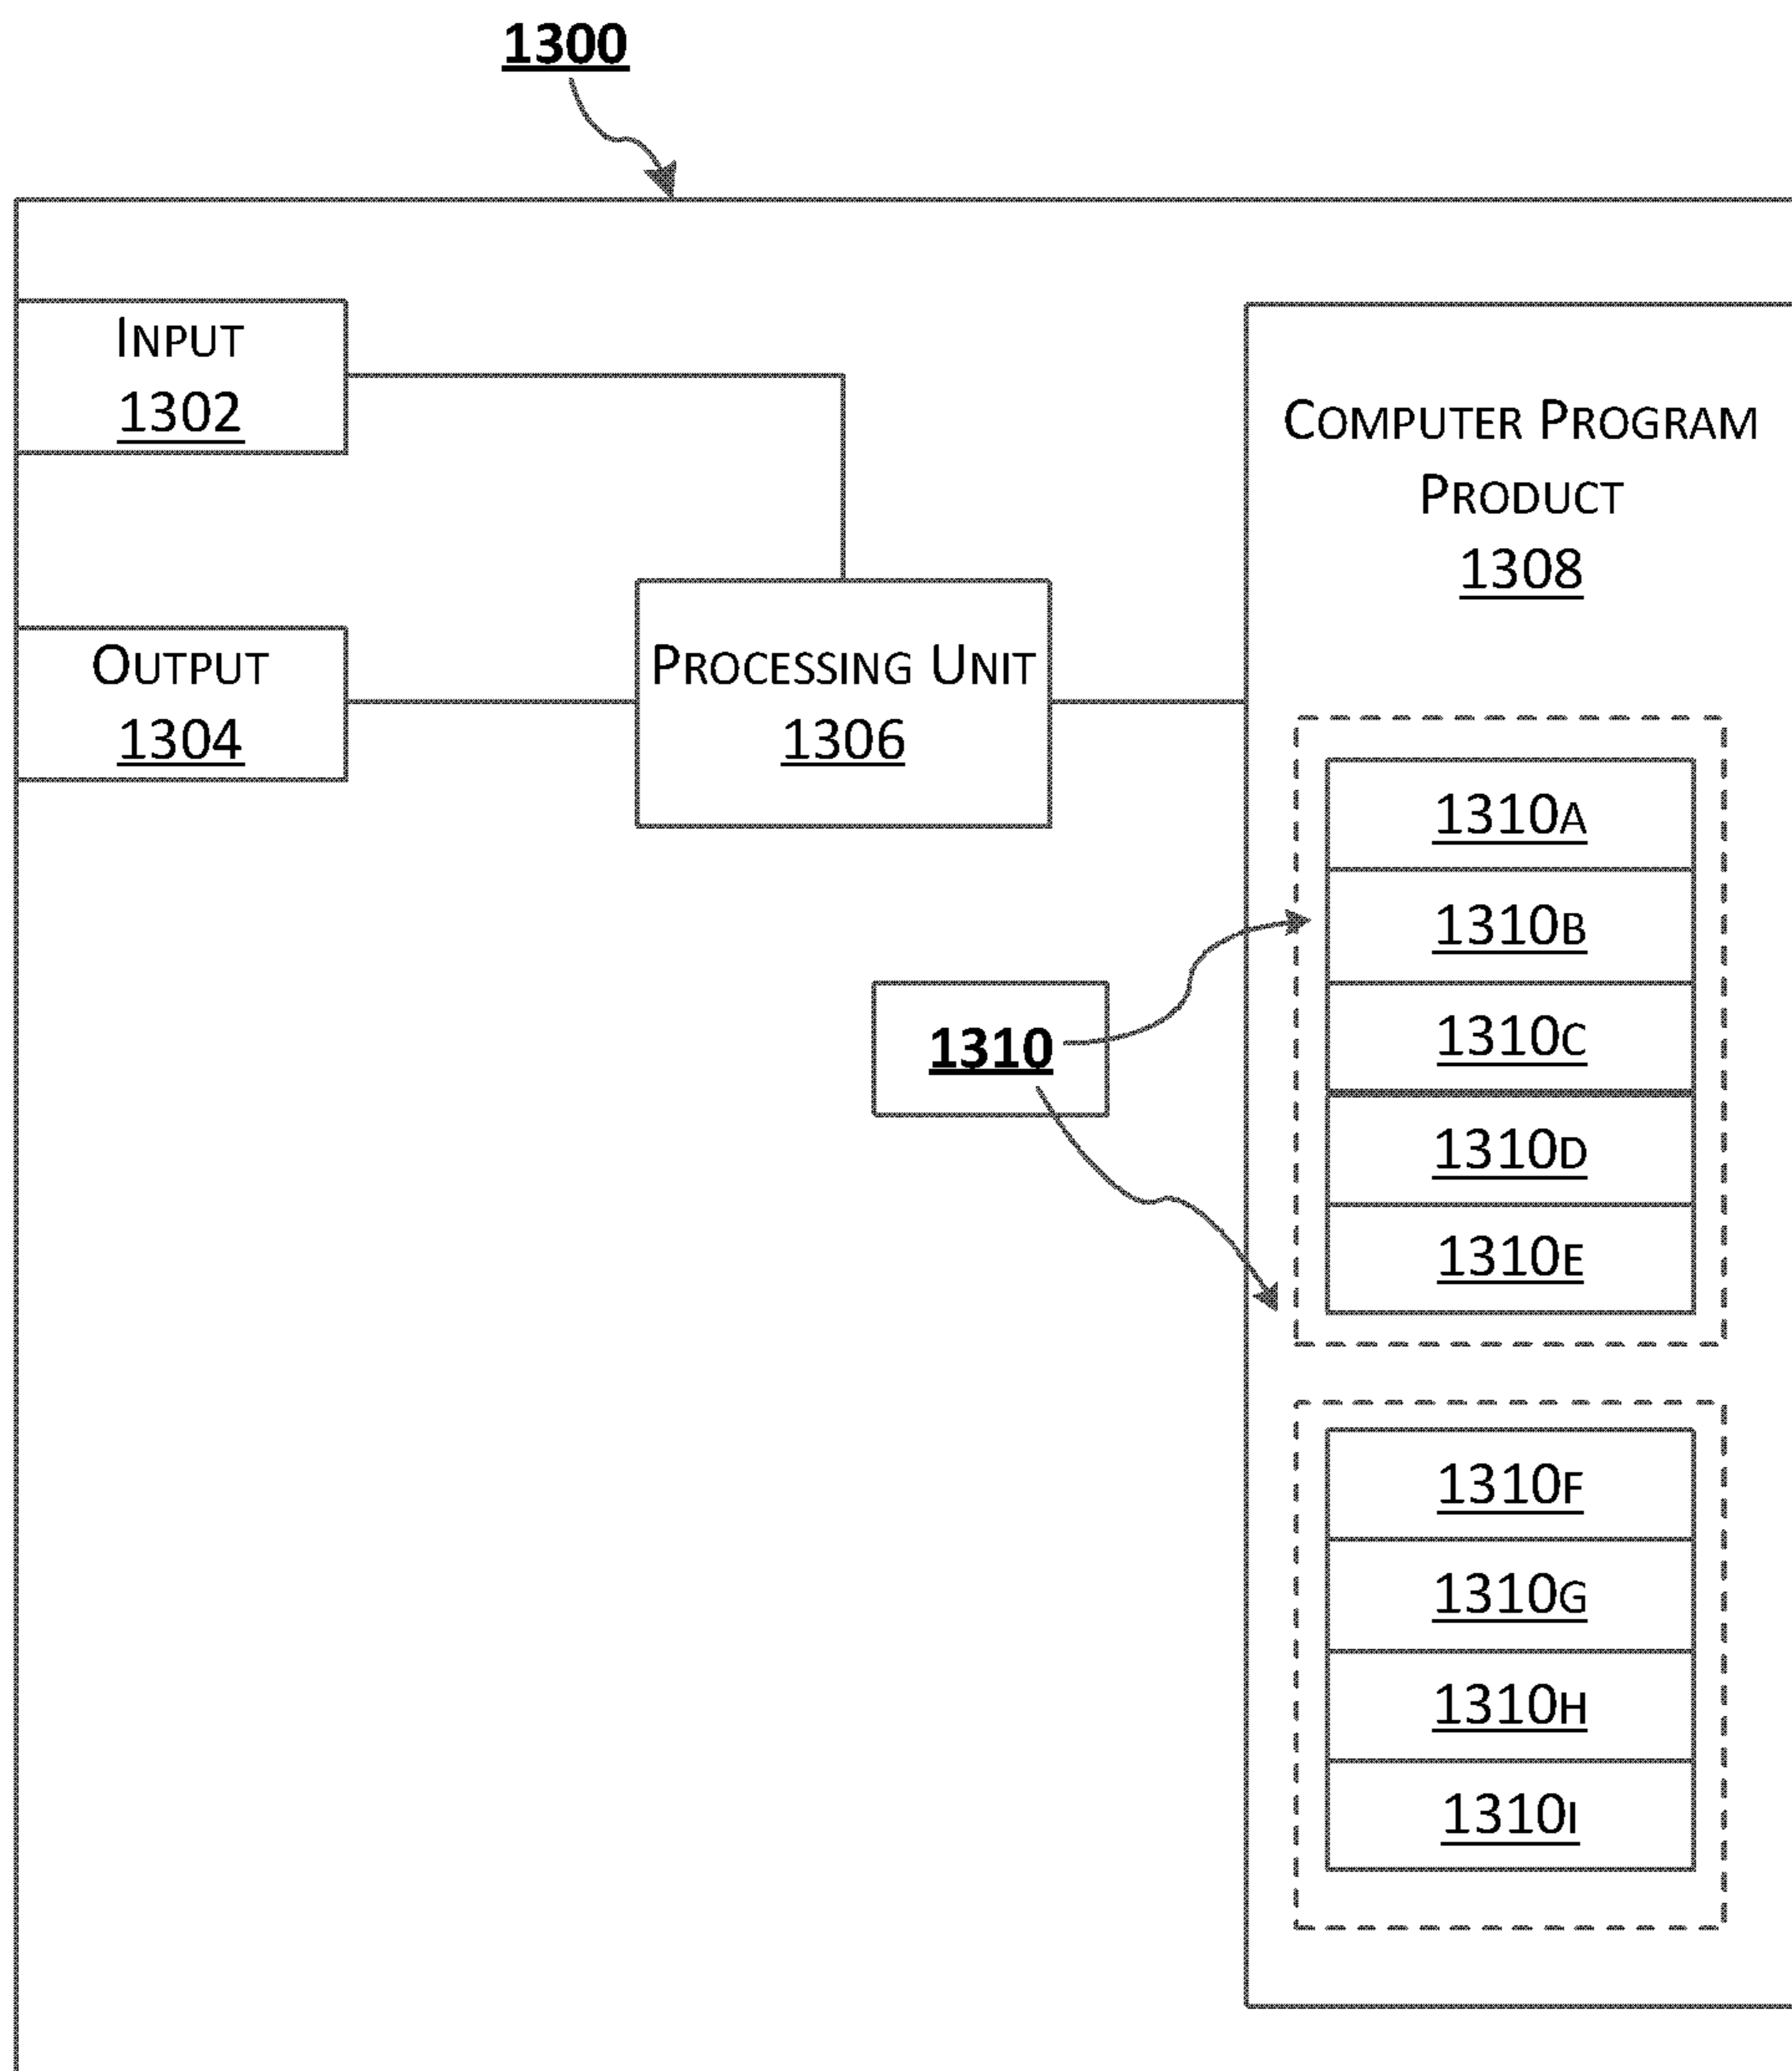 1300
INPUT
1302
OUTPUT
1304
PROCESSING UNIT
1306
COMPUTER PROGRAM
PRODUCT
1308
1310
1310A
1310B
1310C
1310D
1310E
1310F
1310G
1310H
1310I